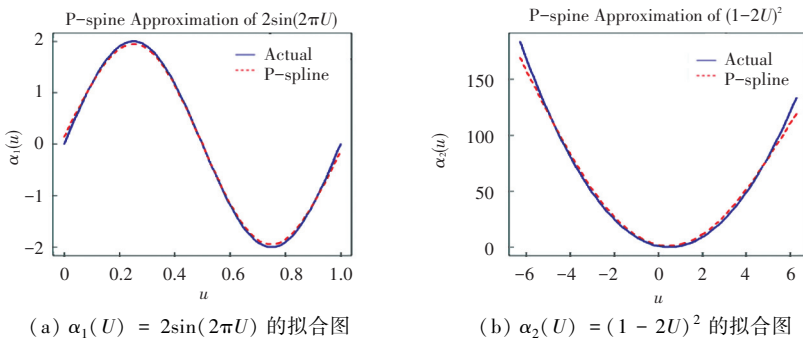 P-spine Approximation of 2sin(2πU)
2
1
0
-1
-2
α₁(u)
Actual
P-spline
0 0.2 0.4 0.6 0.8 1.0
u
(a) α₁(U) = 2sin(2πU) 的拟合图
P-spine Approximation of (1-2U)²
150
100
50
0
α₂(u)
Actual
P-spline
-6 -4 -2 0 2 4 6
u
(b) α₂(U) =(1 - 2U)² 的拟合图